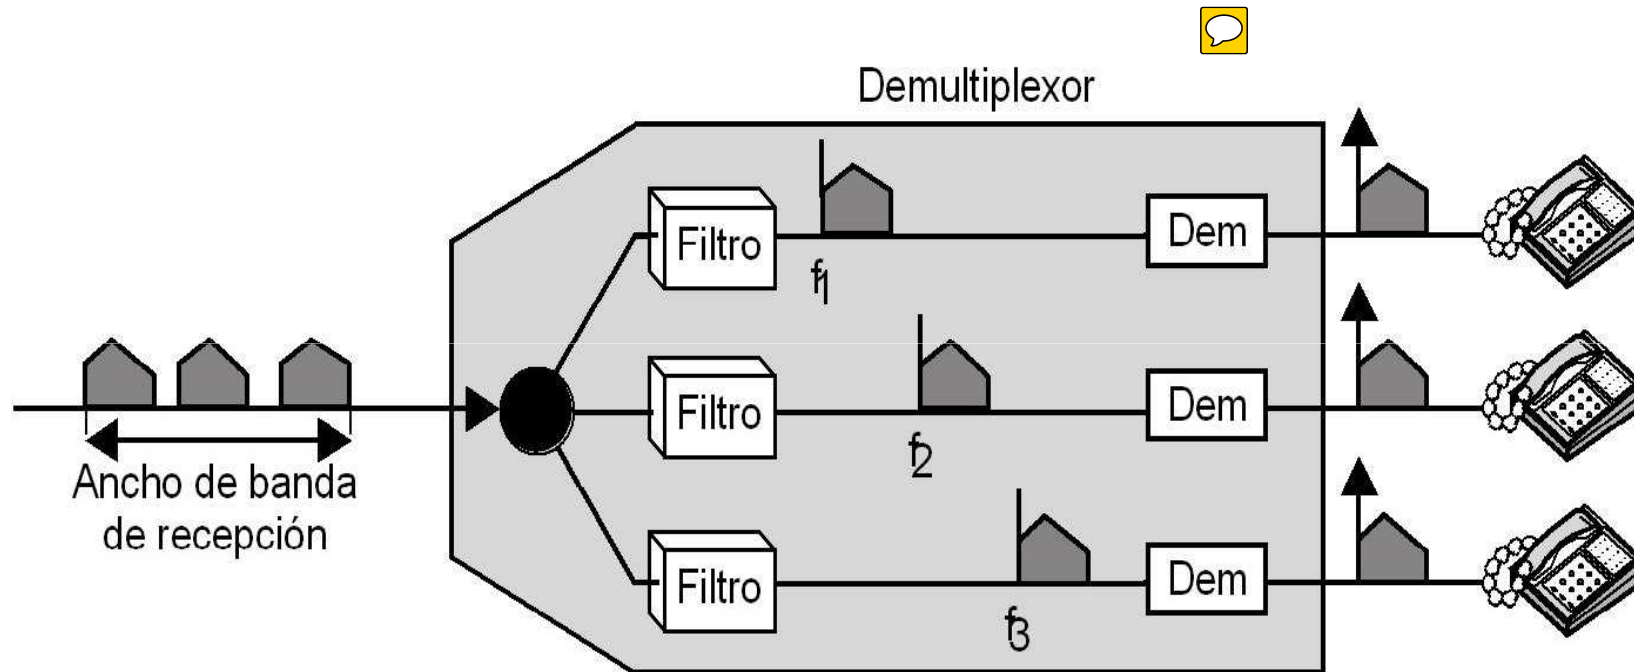 Demultiplexor
Filtro
Dem
f1
Filtro
Dem
f2
Ancho de banda
de recepción
Filtro
Dem
f3